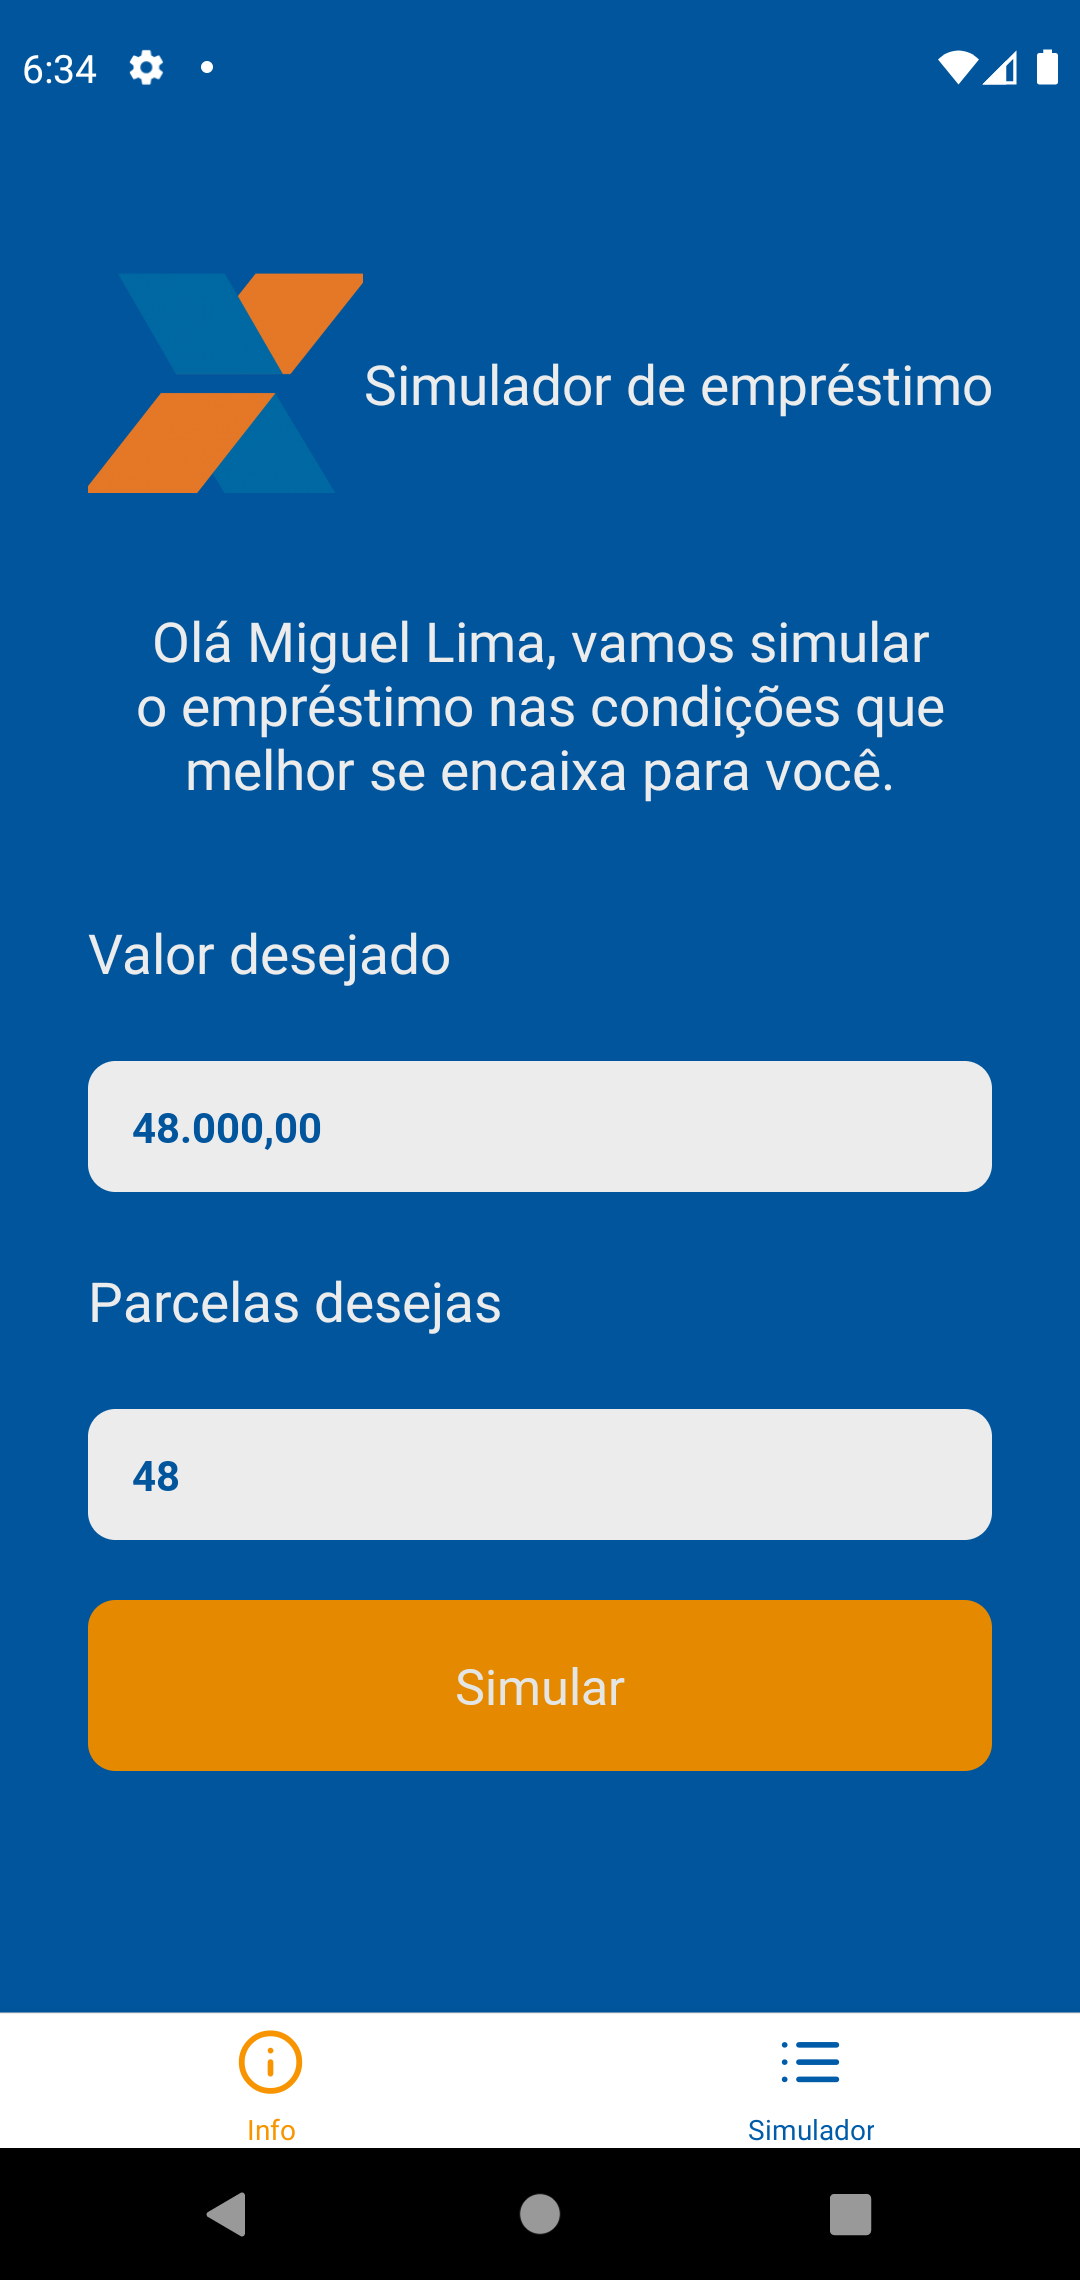 6:34
Simulador de empréstimo
Olá Miguel Lima, vamos simular
o empréstimo nas condições que
melhor se encaixa para você.
Valor desejado
48.000,00
Parcelas desejas
48
Simular
Info
Simulador